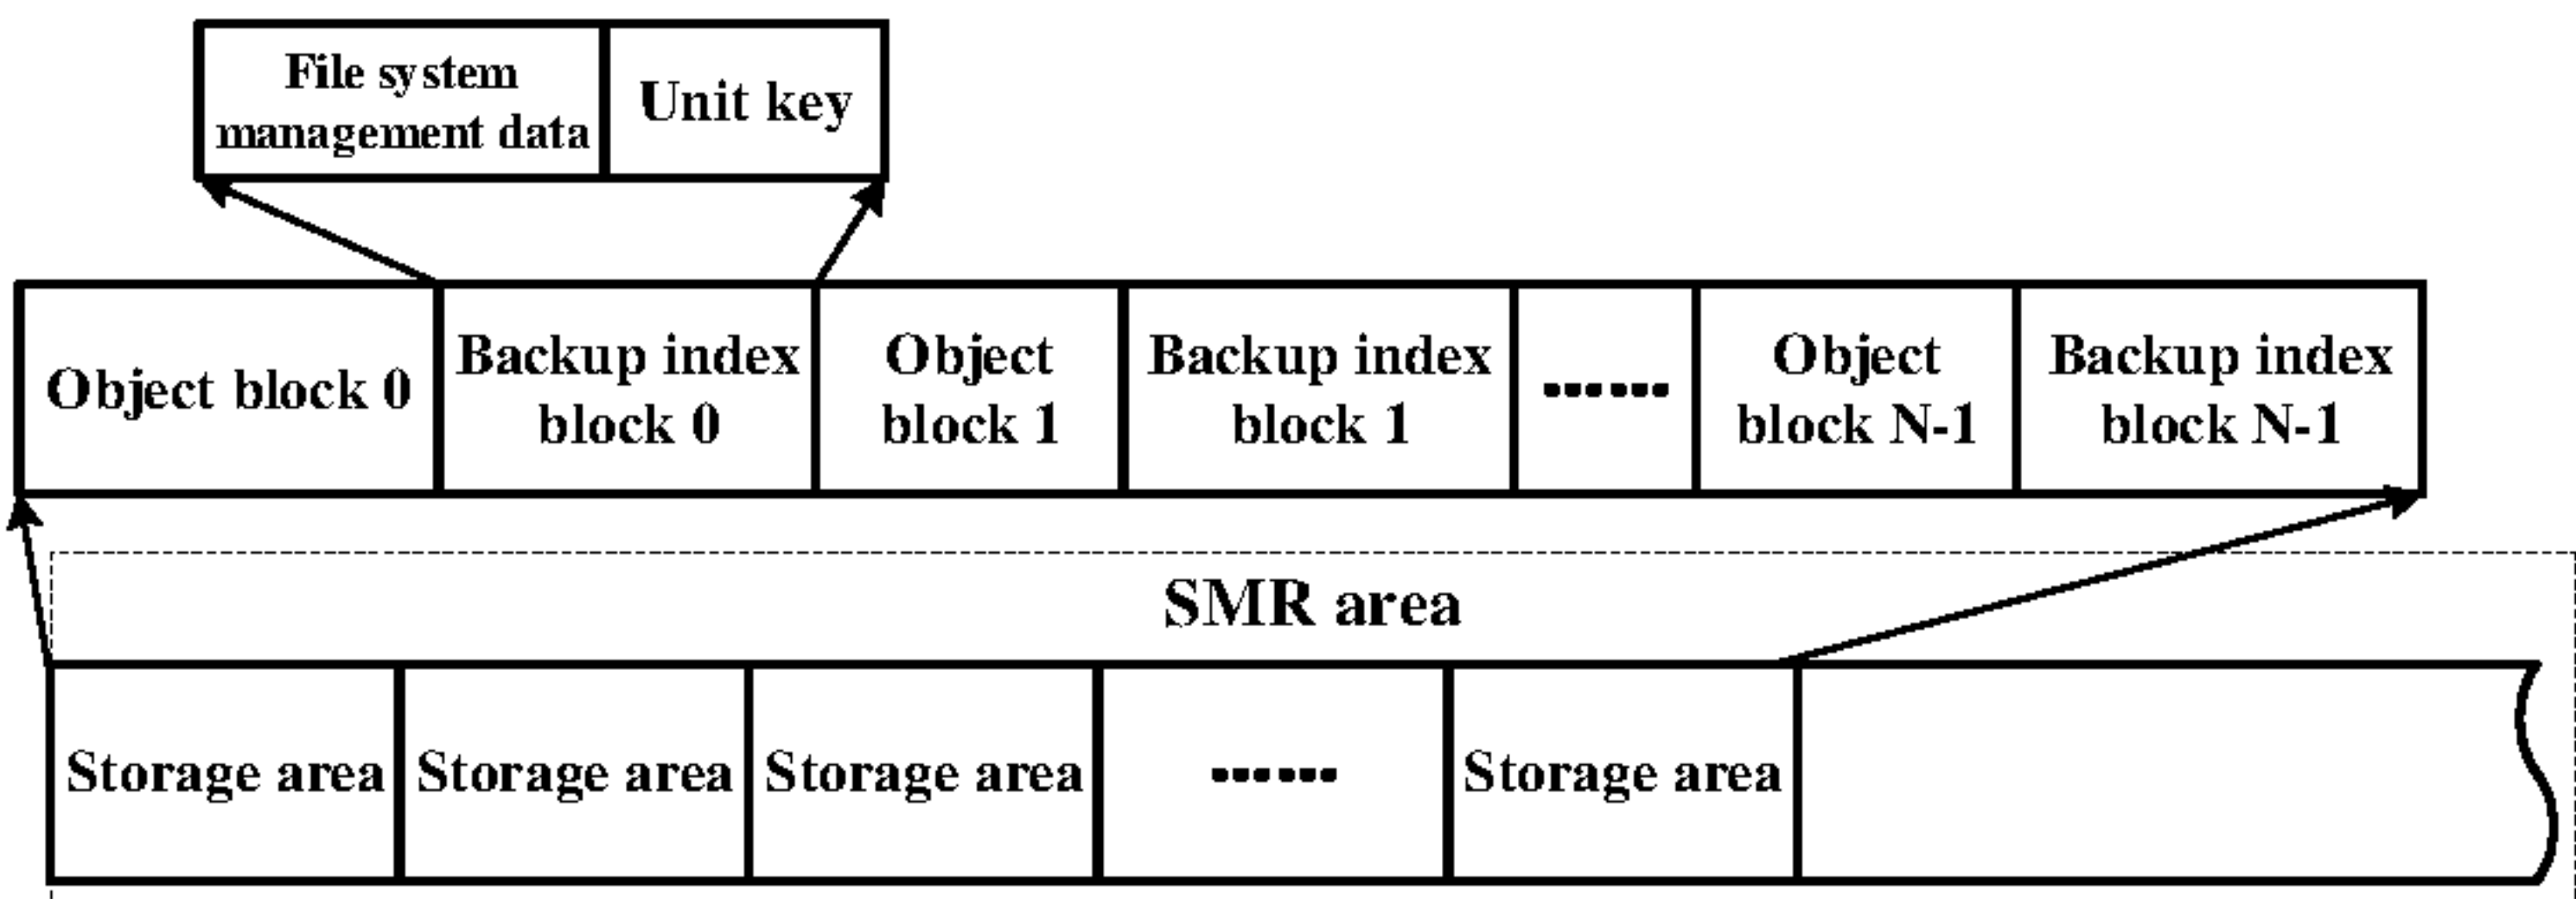 File system
management data
Unit key
Object block 0
Backup index
block 0
Object
block 1
Backup index
block 1
......
Object
block N-1
Backup index
block N-1
SMR area
Storage area
Storage area
Storage area
......
Storage area